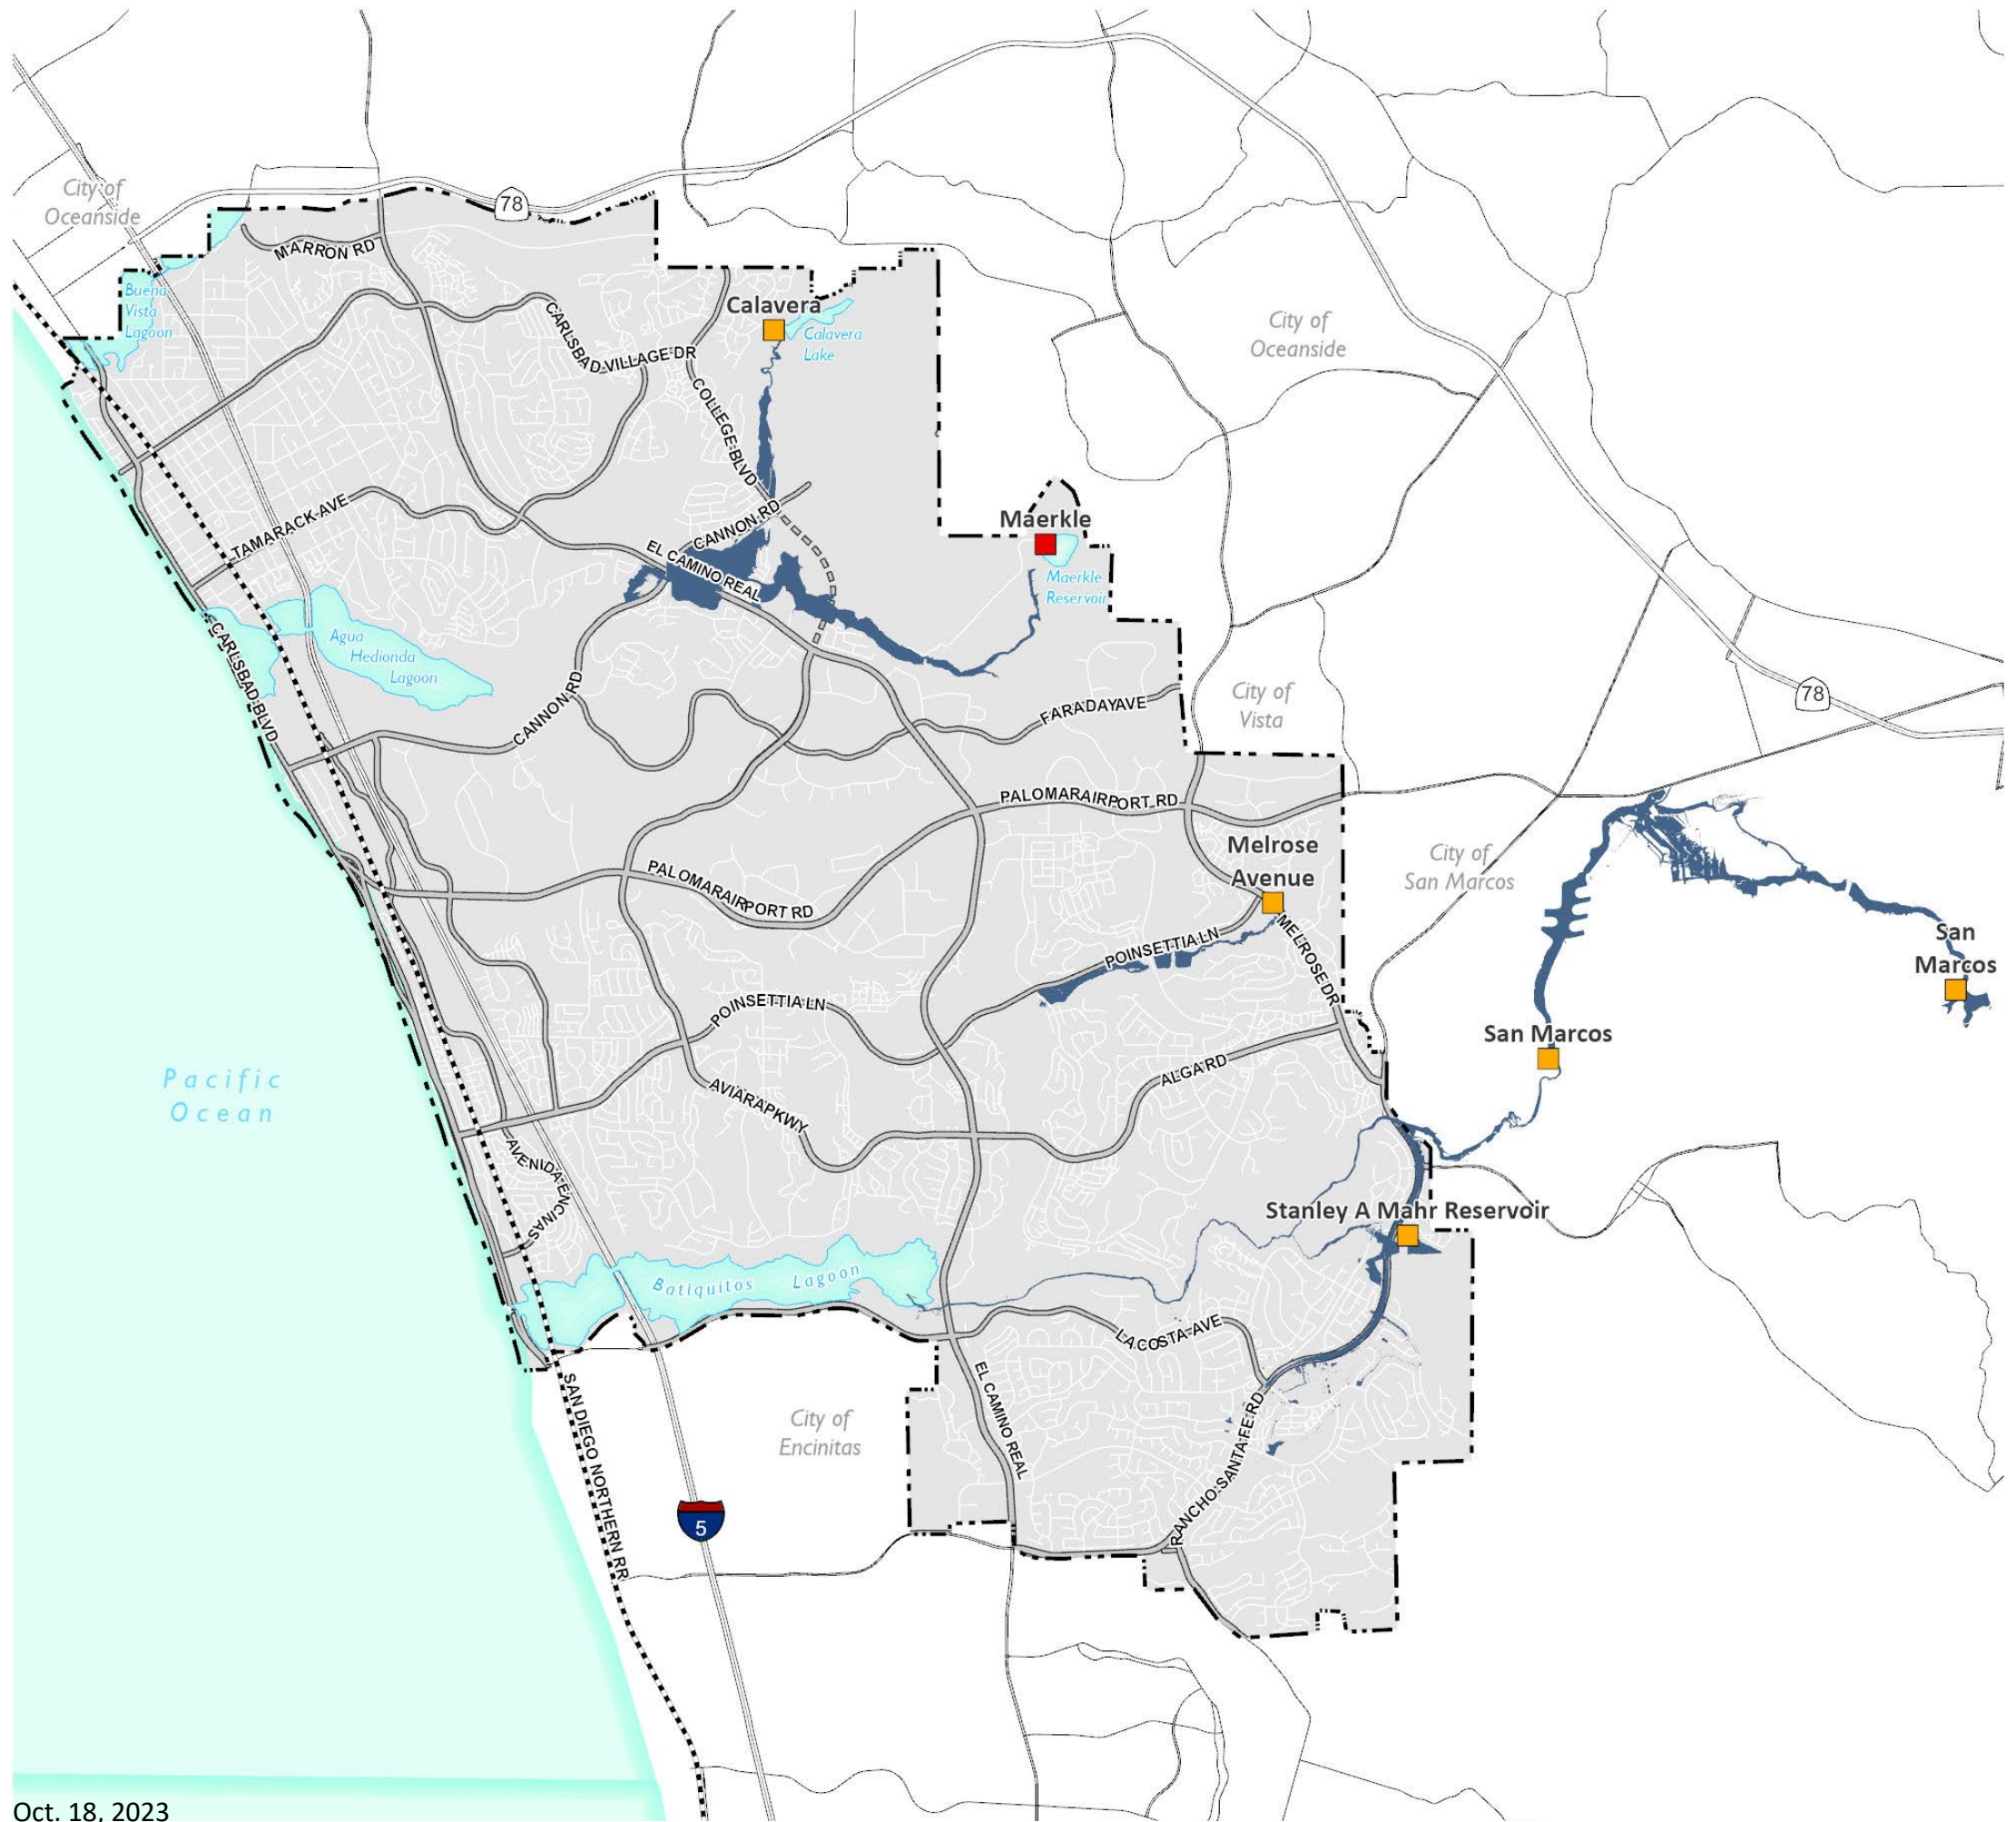 City of
Oceanside
78
MARRON RD
Buena
Vista
Lagoon
CARLSBAD VILLAGE DR
Calavera
Calavera
Lake
City of
Oceanside
COLLEGE BLVD
TAMARACK AVE
CANNON RD
EL CAMINO REAL
Maerkle
Maerkle
Reservoir
Agua
Hedionda
Lagoon
CARLSBAD BLVD
CANNON RD
FARADAY AVE
City of
Vista
78
PALOMAR AIRPORT RD
PALOMAR AIRPORT RD
Melrose
Avenue
City of
San Marcos
MELROSE DR
POINSETTIA LN
San
Marcos
POINSETTIA LN
San Marcos
Pacific
Ocean
ALGA RD
AVIARA PKWY
AVENIDA ENCINAS
Stanley A Mahr Reservoir
Batiquitos Lagoon
LA COSTA AVE
EL CAMINO REAL
City of
Encinitas
SAN DIEGO NORTHERN RR
RANCHO SANTA FE RD
5
Oct. 18, 2023